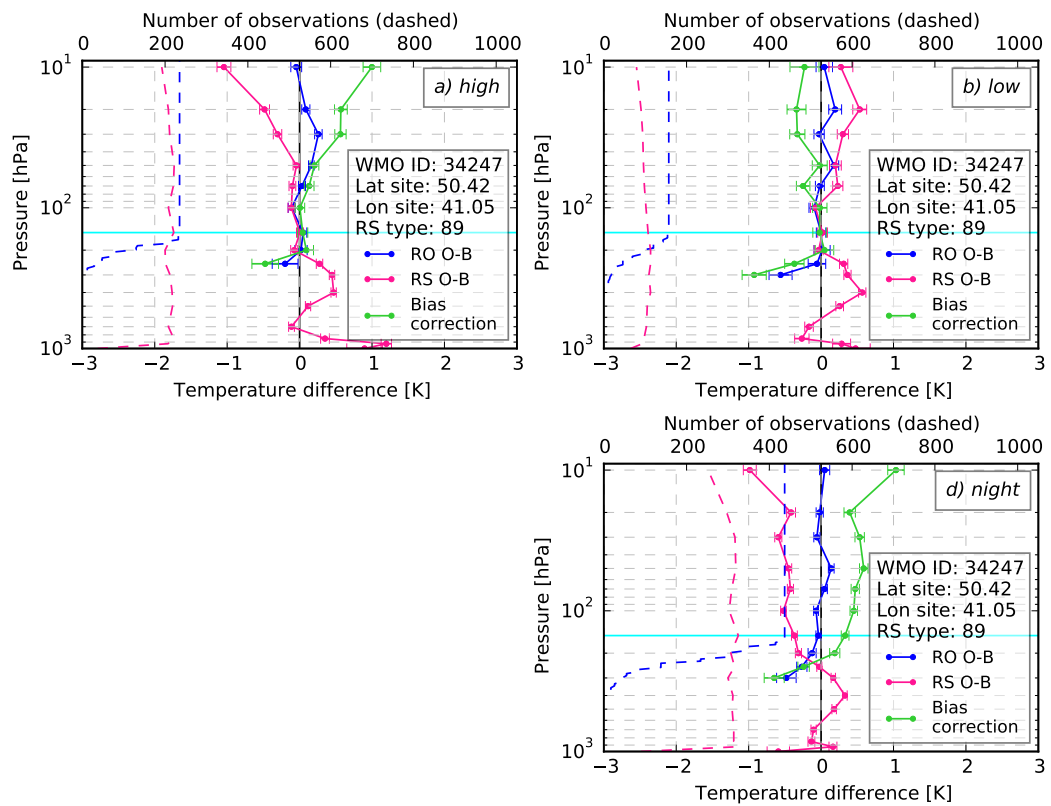 Number of observations (dashed)
0 200 400 600 800 1000
10¹
10²
10³
Pressure [hPa]
a) high
WMO ID: 34247
Lat site: 50.42
Lon site: 41.05
RS type: 89
RO O-B
RS O-B
Bias
correction
−3 −2 −1 0 1 2 3
Temperature difference [K]
Number of observations (dashed)
0 200 400 600 800 1000
10¹
10²
10³
Pressure [hPa]
b) low
WMO ID: 34247
Lat site: 50.42
Lon site: 41.05
RS type: 89
RO O-B
RS O-B
Bias
correction
−3 −2 −1 0 1 2 3
Temperature difference [K]
Number of observations (dashed)
0 200 400 600 800 1000
10¹
10²
10³
Pressure [hPa]
d) night
WMO ID: 34247
Lat site: 50.42
Lon site: 41.05
RS type: 89
RO O-B
RS O-B
Bias
correction
−3 −2 −1 0 1 2 3
Temperature difference [K]